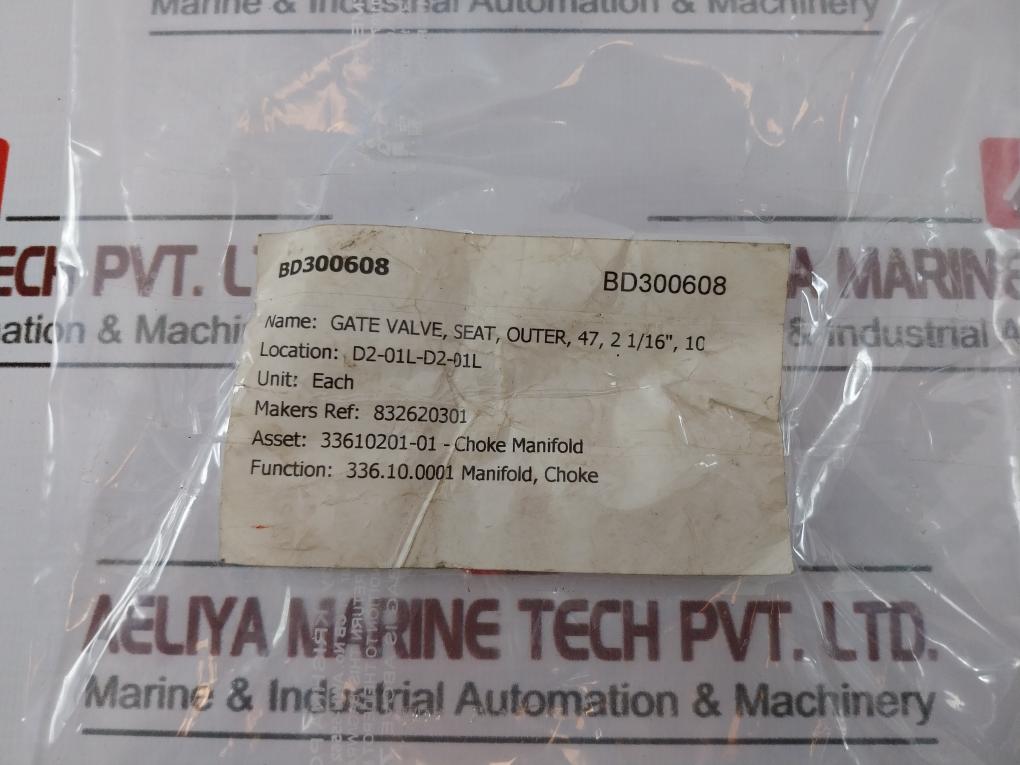 Marine & Industrial Automation & Machinery
ECH PVT. L
A MARINE
ation & Machi
& Industrial A
BD300608
BD300608
Name: GATE VALVE, SEAT, OUTER, 47, 2 1/16", 10
Location: D2-01L-D2-01L
Unit: Each
Makers Ref: 832620301
Asset: 33610201-01 - Choke Manifold
Function: 336.10.0001 Manifold, Choke
AELIYA MARINE TECH PVT. LTD.
Marine & Industrial Automation & Machinery